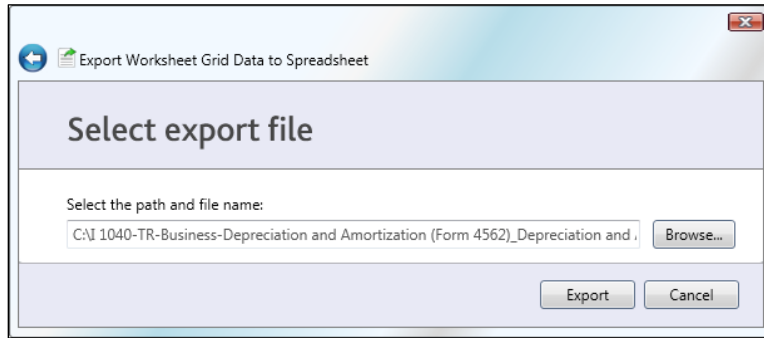 Export Worksheet Grid Data to Spreadsheet
Select export file
Select the path and file name:
C:\I 1040-TR-Business-Depreciation and Amortization (Form 4562)_Depreciation and
Browse...
Export
Cancel